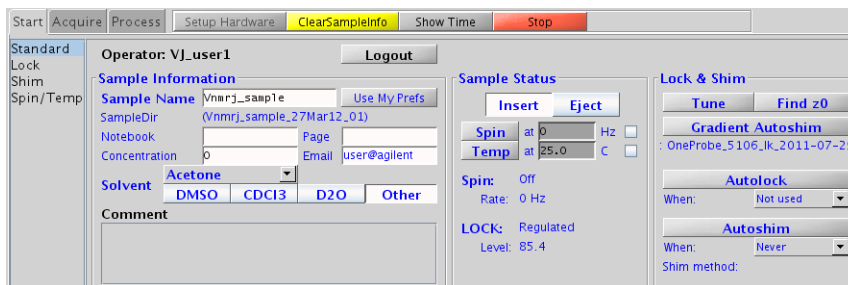 Start Acquire Process Setup Hardware ClearSampleInfo Show Time Stop
Standard
Lock
Shim
Spin/Temp
Operator: VJ_user1 Logout
Sample Information
Sample Name Vnmrj_sample Use My Prefs
SampleDir (Vnmrj_sample_27Mar12_01)
Notebook Page
Concentration 0 Email user@agilent
Solvent Acetone
DMSO CDCl3 D2O Other
Comment
Sample Status
Insert Eject
Spin at 0 Hz
Temp at 25.0 C
Spin: Off
Rate: 0 Hz
LOCK: Regulated
Level: 85.4
Lock & Shim
Tune Find z0
Gradient Autoshim
: OneProbe_5106_lk_2011-07-2
Autolock
When: Not used
Autoshim
When: Never
Shim method: